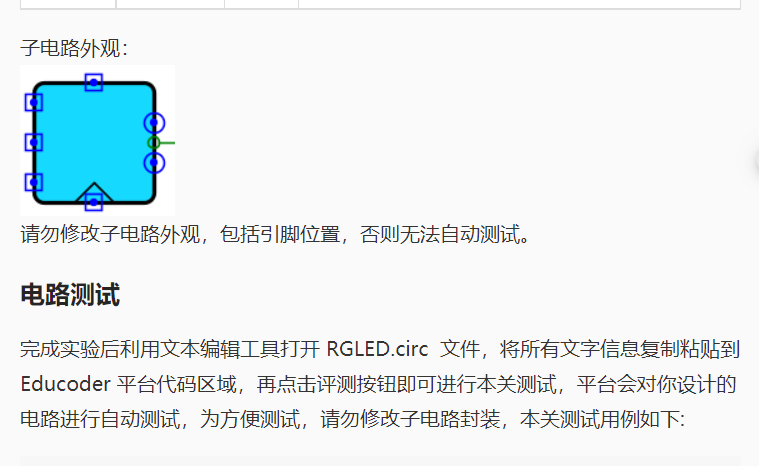 子电路外观：
请勿修改子电路外观，包括引脚位置，否则无法自动测试。
电路测试
完成实验后利用文本编辑工具打开 RGLED.circ 文件，将所有文字信息复制粘贴到
Educoder 平台代码区域，再点击评测按钮即可进行本关测试，平台会对你设计的
电路进行自动测试，为方便测试，请勿修改子电路封装，本关测试用例如下: